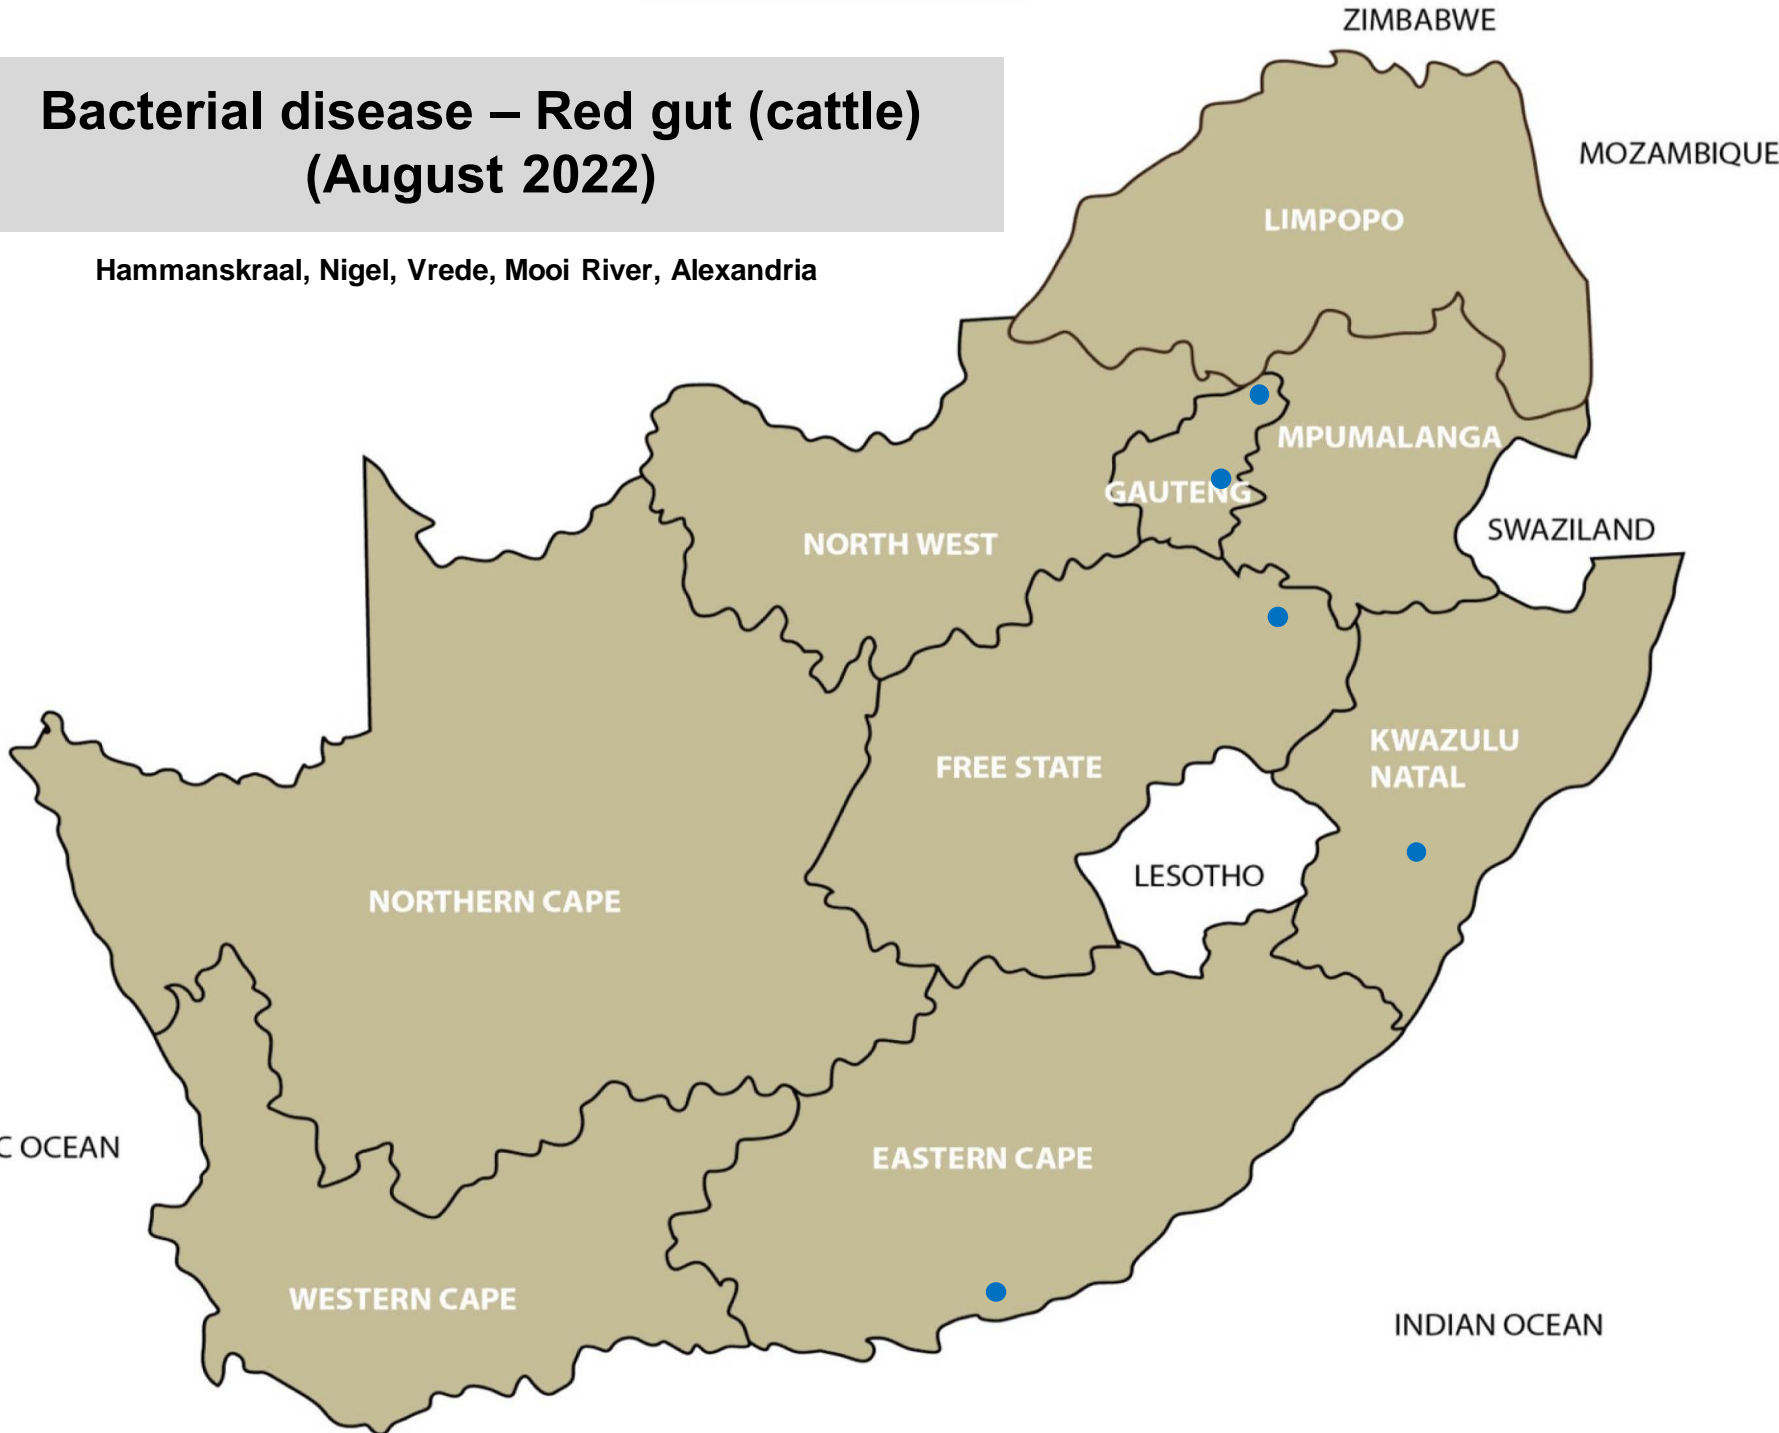 ZIMBABWE
Bacterial disease – Red gut (cattle)
(August 2022)
MOZAMBIQUE
LIMPOPO
Hammanskraal, Nigel, Vrede, Mooi River, Alexandria
MPUMALANGA
GAUTENG
SWAZILAND
NORTH WEST
KWAZULU
NATAL
FREE STATE
LESOTHO
NORTHERN CAPE
C OCEAN
EASTERN CAPE
WESTERN CAPE
INDIAN OCEAN